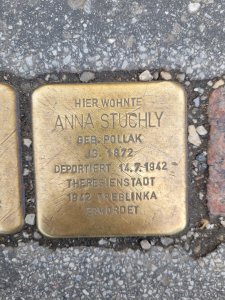 HIER WOHNTE
ANNA STUCHLY
GEB. POLLAK
JG. 1872
DEPORTIERT 14.7.1942
THERESIENSTADT
1942 TREBLINKA
ERMORDET